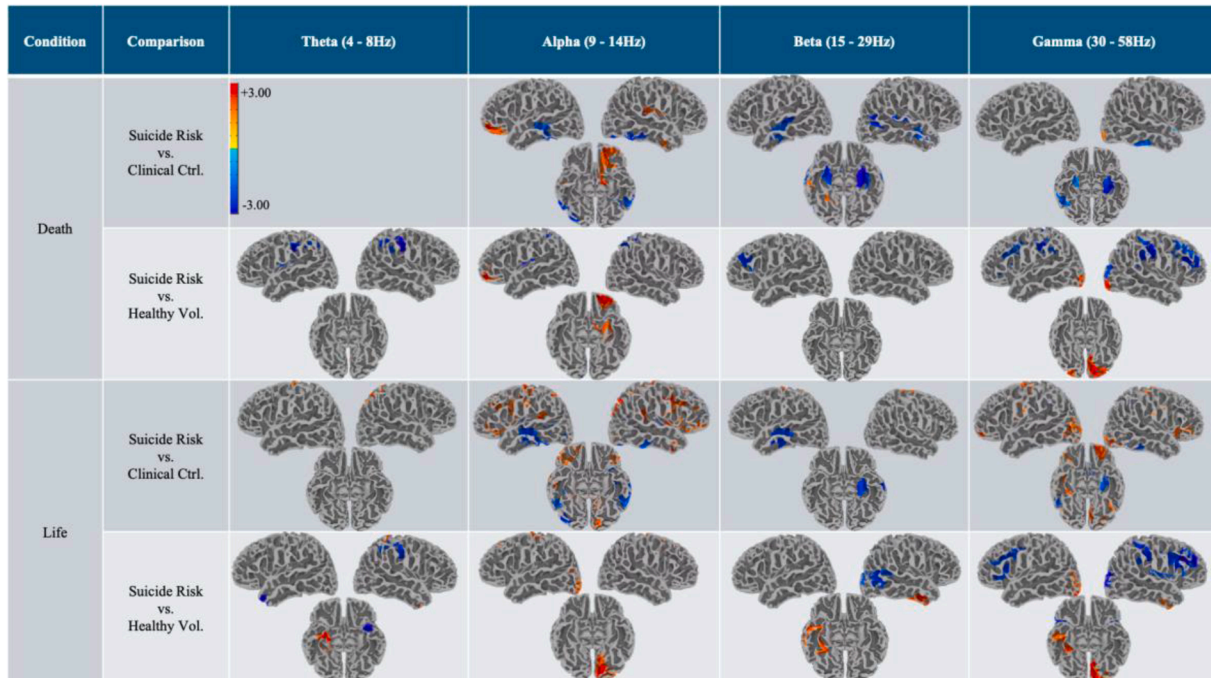 Condition
Comparison
Theta (4 - 8Hz)
Alpha (9 - 14Hz)
Beta (15 - 29Hz)
Gamma (30 - 58Hz)
Death
Suicide Risk
vs.
Clinical Ctrl.
+3.00
-3.00
Suicide Risk
vs.
Healthy Vol.
Life
Suicide Risk
vs.
Clinical Ctrl.
Suicide Risk
vs.
Healthy Vol.